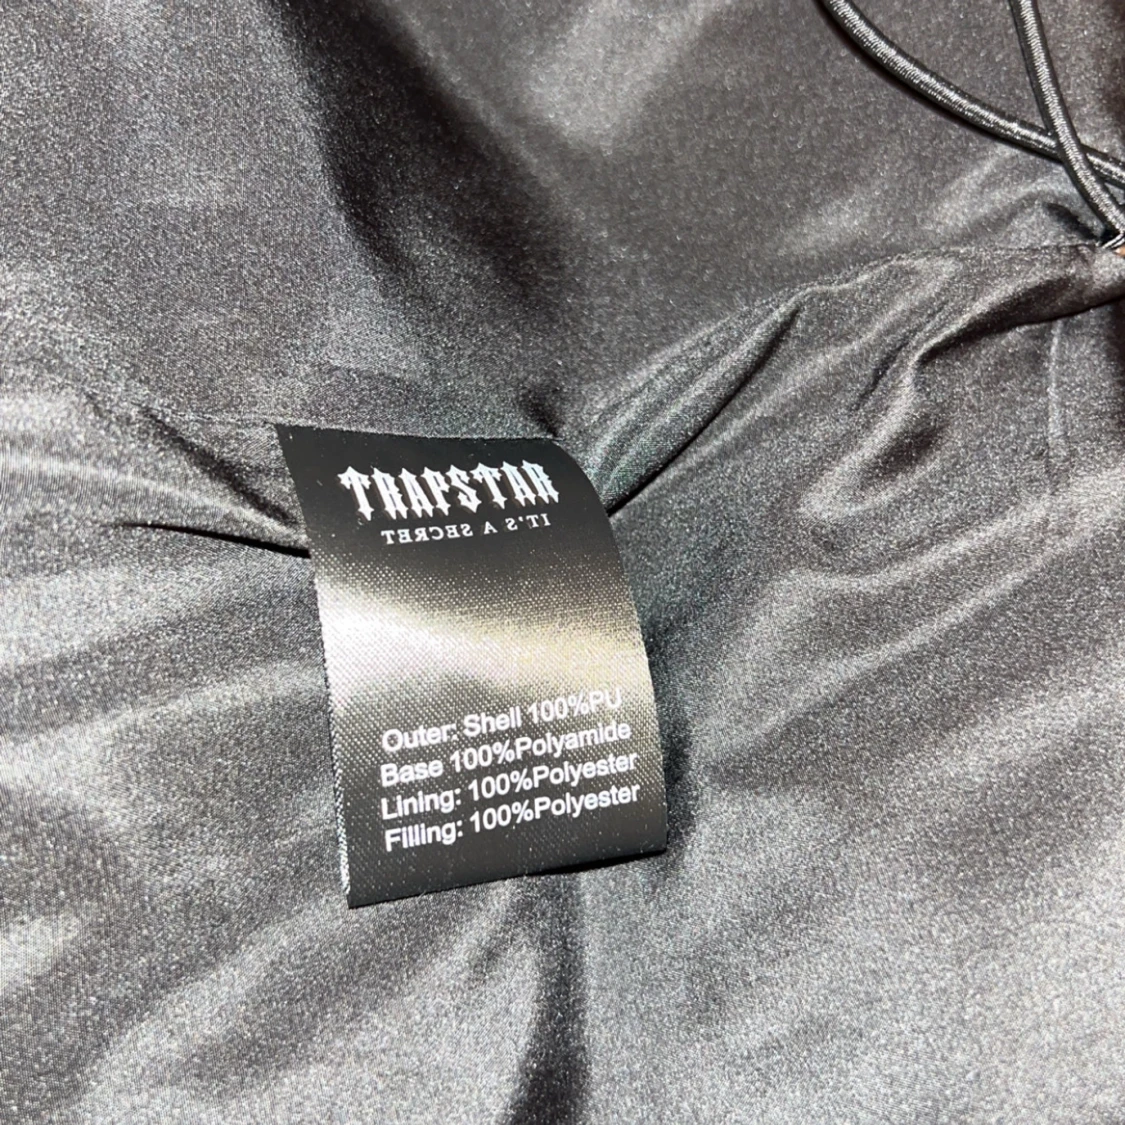 TRAPSTAR
IT'S A SECRET
Outer: Shell 100%PU
Base 100%Polyamide
Lining: 100%Polyester
Filling: 100%Polyester